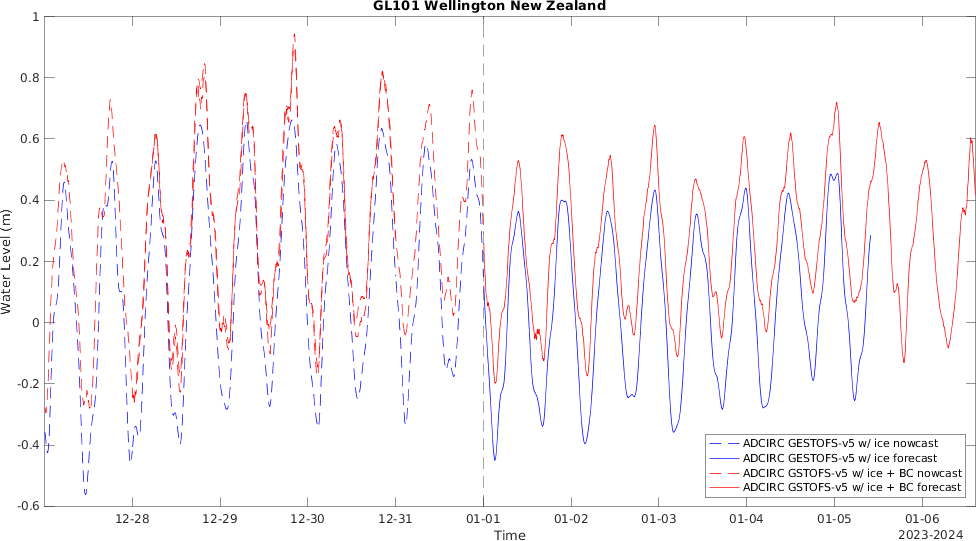 GL101 Wellington New Zealand
1
0.8
0.6
0.4
0.2
0
-0.2
-0.4
-0.6
Water Level (m)
12-28 12-29 12-30 12-31 01-01 01-02 01-03 01-04 01-05 01-06
Time
2023-2024
ADCIRC GESTOFS-v5 w/ ice nowcast
ADCIRC GESTOFS-v5 w/ ice forecast
ADCIRC GSTOFS-v5 w/ ice + BC nowcast
ADCIRC GSTOFS-v5 w/ ice + BC forecast